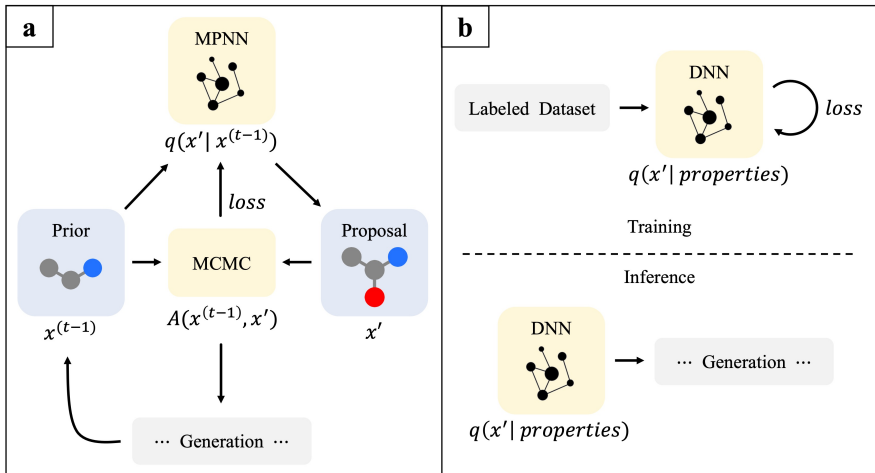 a
MPNN
q(x′| x^(t−1))
loss
Prior
MCMC
Proposal
x^(t−1)
A(x^(t−1), x′)
x′
··· Generation ···
b
DNN
Labeled Dataset
loss
q(x′| properties)
Training
Inference
DNN
··· Generation ···
q(x′| properties)